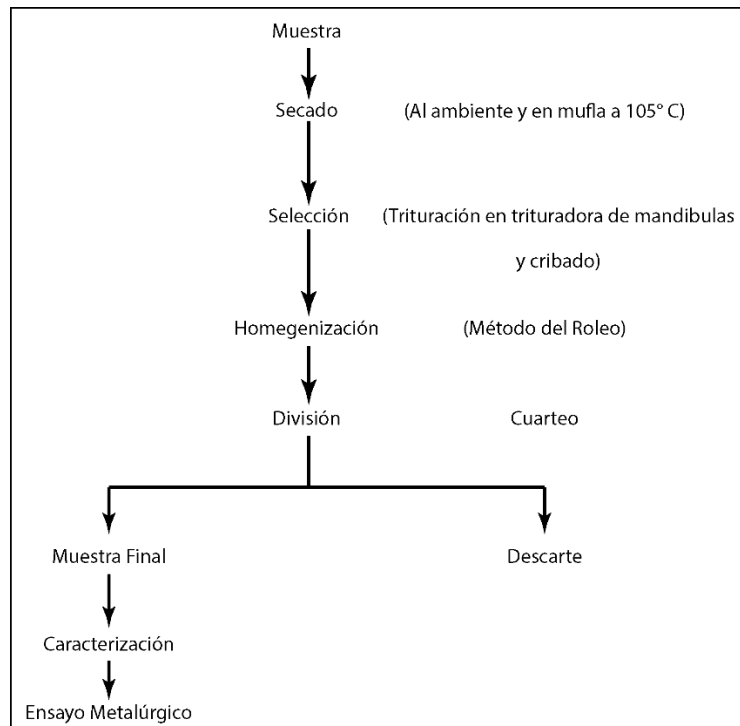 Muestra
Secado (Al ambiente y en mufla a 105° C)
Selección (Trituración en trituradora de mandibulas
y cribado)
Homegenización (Método del Roleo)
División Cuarteo
Muestra Final Descarte
Caracterización
Ensayo Metalúrgico